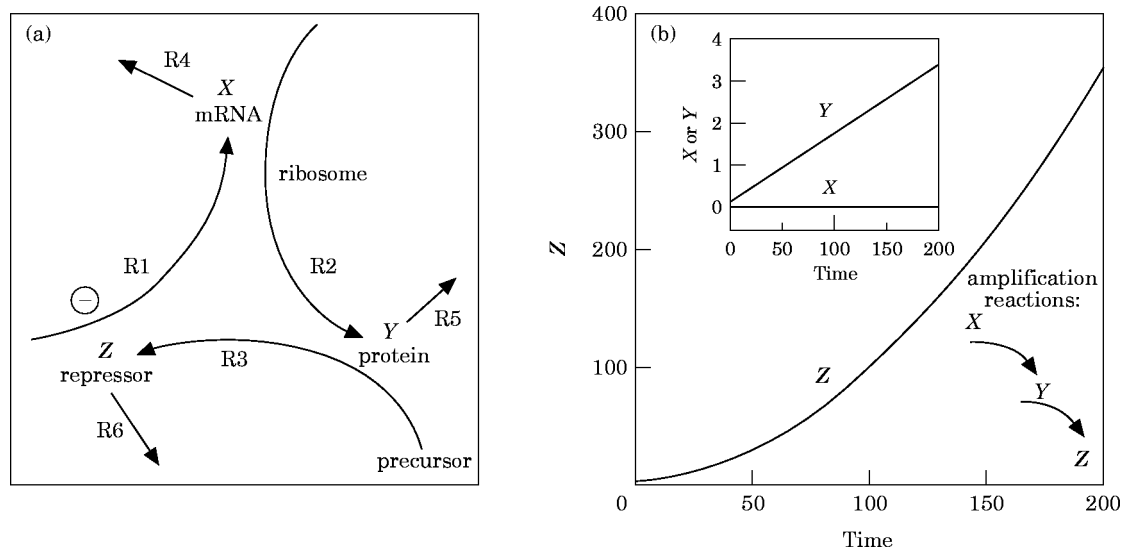 (a)
R4
X
mRNA
ribosome
R1
R2
−
R5
Y
protein
Z
repressor
R3
R6
precursor
(b)
400
300
200
100
0
50
100
150
200
Z
Time
4
3
2
1
0
X or Y
Y
X
0
50
100
150
200
Time
Z
amplification
reactions:
X
Y
Z